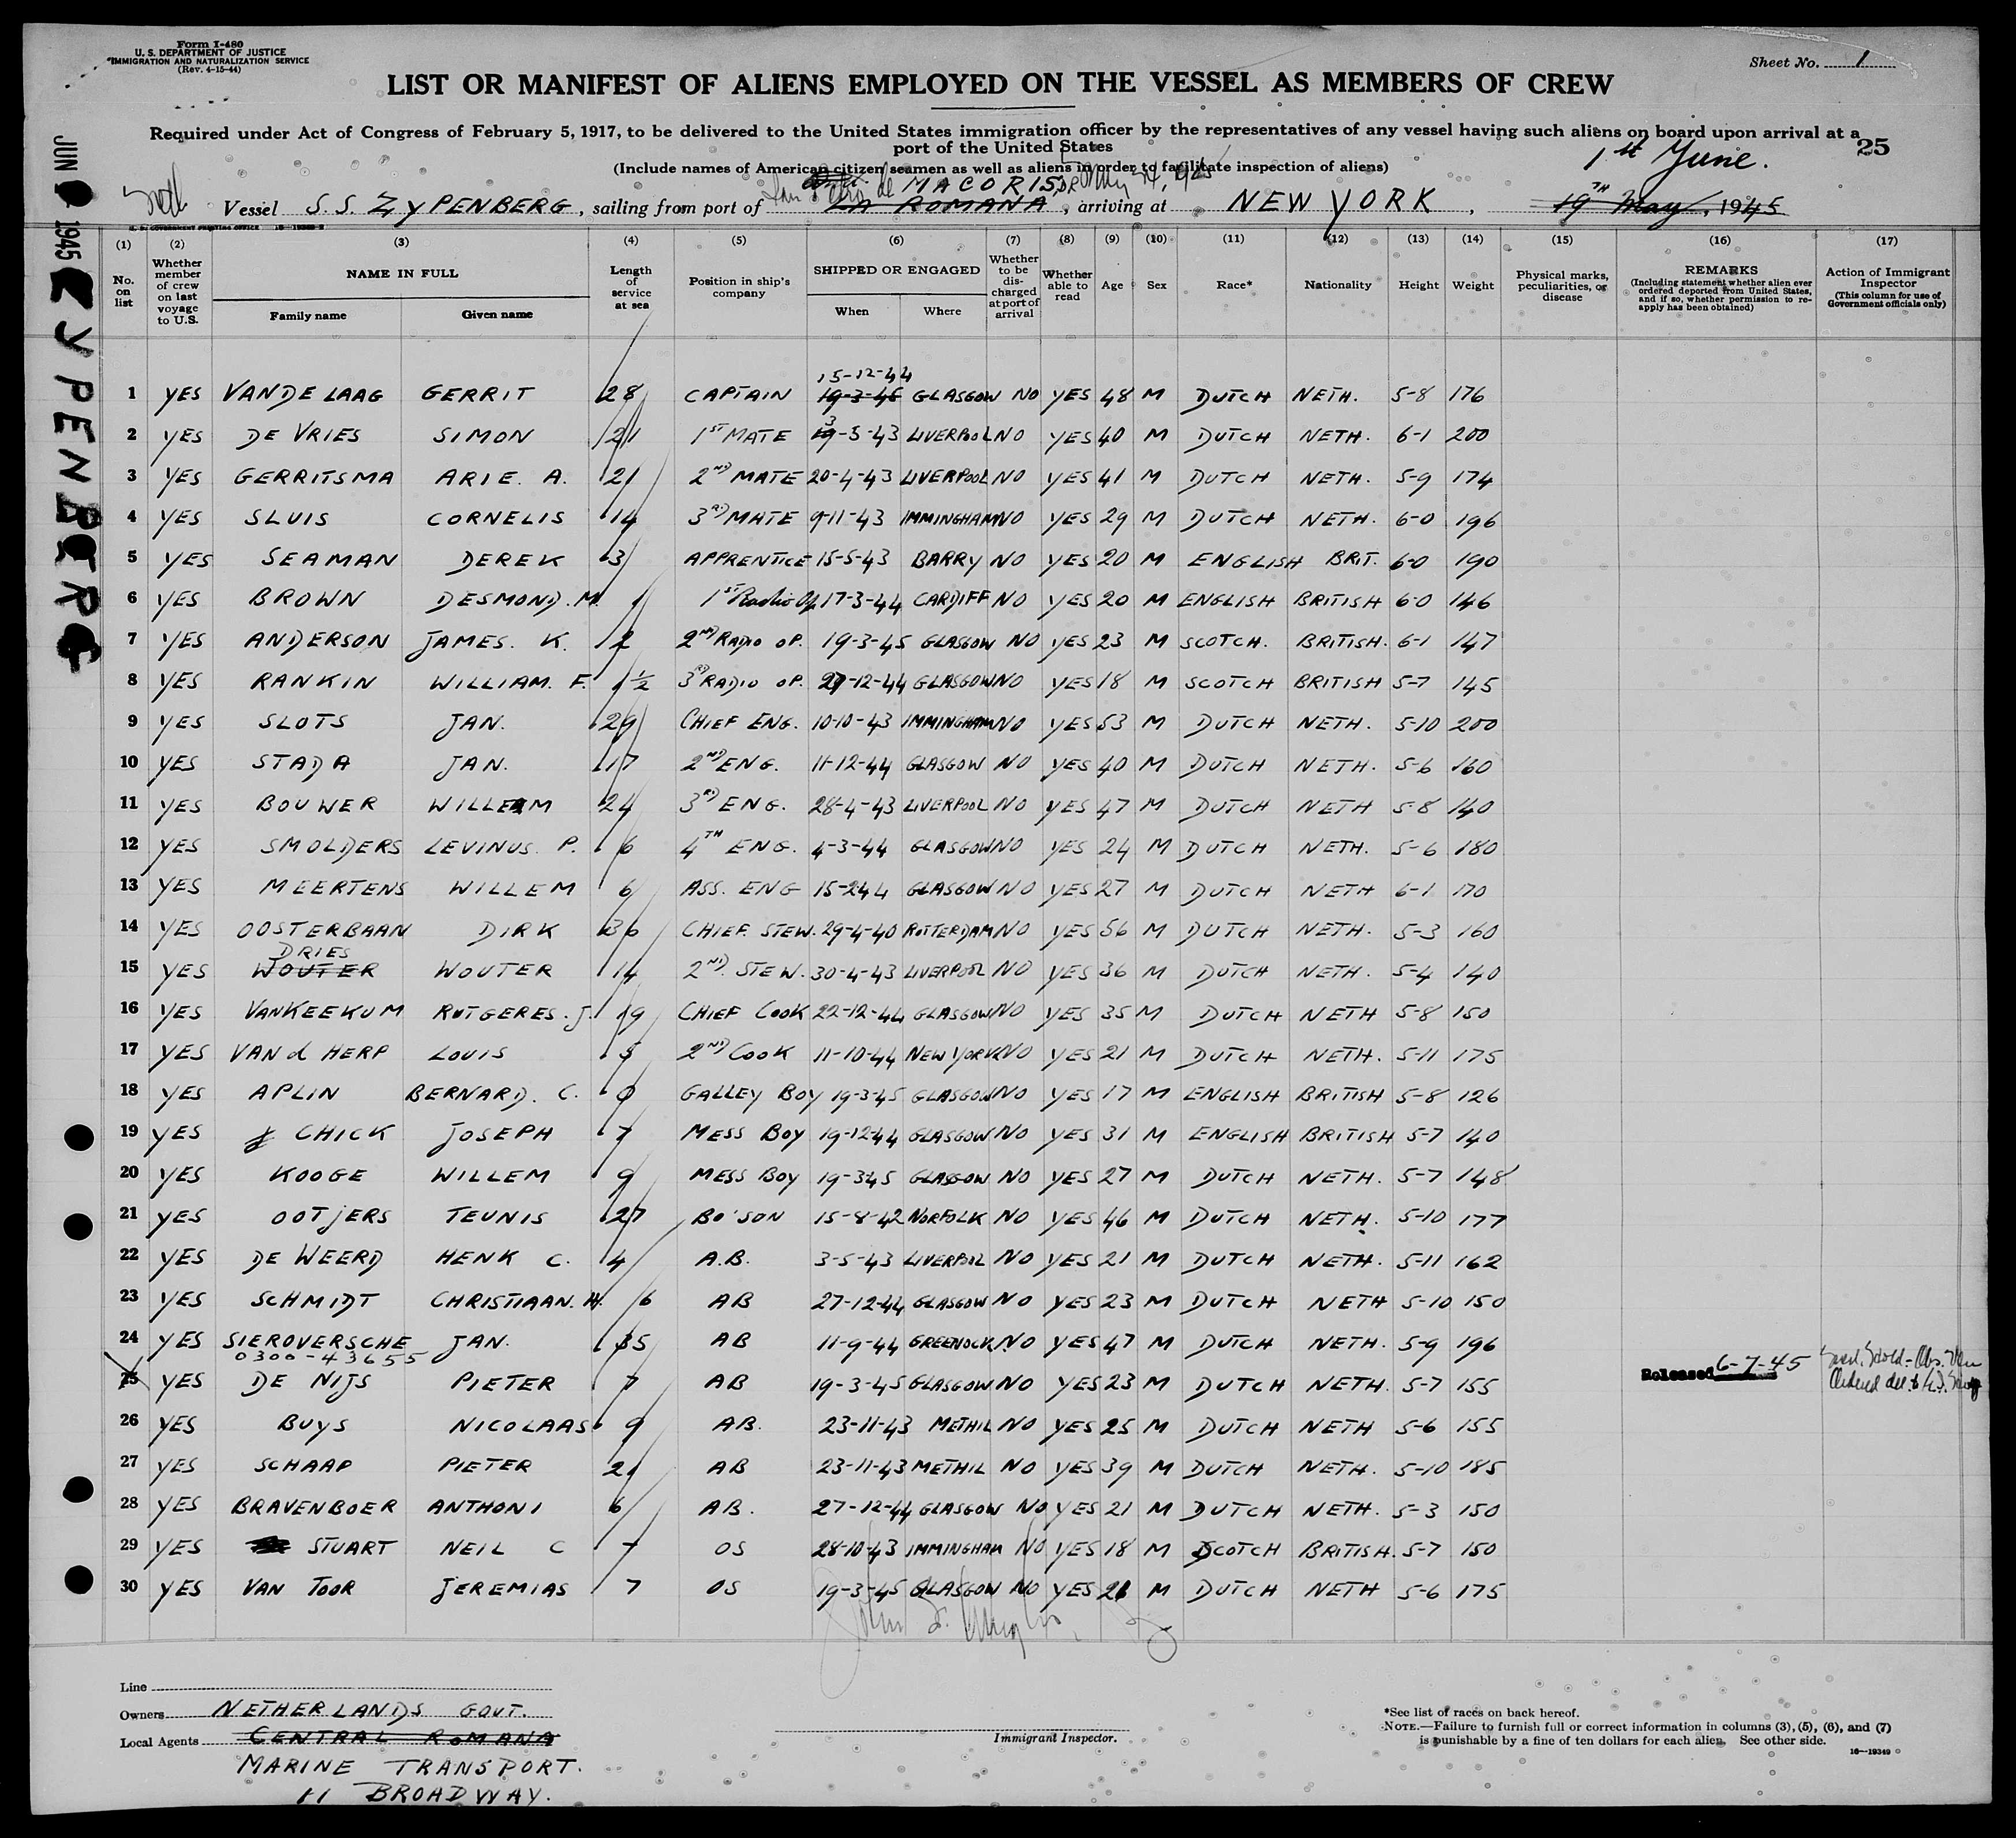 Form I-480
U. S. DEPARTMENT OF JUSTICE
IMMIGRATION AND NATURALIZATION SERVICE
(Rev. 4-15-44)
Sheet No. 1
LIST OR MANIFEST OF ALIENS EMPLOYED ON THE VESSEL AS MEMBERS OF CREW
Required under Act of Congress of February 5, 1917, to be delivered to the United States immigration officer by the representatives of any vessel having such aliens on board upon arrival at a
port of the United States
25
(Include names of American citizen seamen as well as aliens in order to facilitate inspection of aliens)
1st June.
de MACORIS
Vessel S.S. ZYPENBERG, sailing from port of LA ROMANA, arriving at NEW YORK, 19TH May, 1945
JUN 1945
ZYPENBERG
(1) (2) (3) (4) (5) (6) (7) (8) (9) (10) (11) (12) (13) (14) (15) (16) (17)
No. on list
Whether member of crew on last voyage to U.S.
NAME IN FULL
Family name
Given name
Length of service at sea
Position in ship's company
SHIPPED OR ENGAGED
When
Where
Whether to be discharged at port of arrival
Whether able to read
Age
Sex
Race*
Nationality
Height
Weight
Physical marks, peculiarities, or disease
REMARKS
(Including statement whether alien ever ordered deported from United States, and if so, whether permission to reapply has been obtained)
Action of Immigrant Inspector
(This column for use of Government officials only)
15-12-44
1 YES VANDE LAAG GERRIT 28 CAPTAIN 19-3-45 GLASGOW NO YES 48 M DUTCH NETH. 5-8 176
2 YES DE VRIES SIMON 21 1ST MATE 3-5-43 LIVERPOOL NO YES 40 M DUTCH NETH. 6-1 200
3 YES GERRITSMA ARIE. A. 21 2ND MATE 20-4-43 LIVERPOOL NO YES 41 M DUTCH NETH. 5-9 174
4 YES SLUIS CORNELIS 14 3RD MATE 9-11-43 IMMINGHAM NO YES 29 M DUTCH NETH. 6-0 196
5 YES SEAMAN DEREK 3 APPRENTICE 15-5-43 BARRY NO YES 20 M ENGLISH BRIT. 6-0 190
6 YES BROWN DESMOND. M. 1 1ST Radio Op. 17-3-44 CARDIFF NO YES 20 M ENGLISH BRITISH 6-0 146
7 YES ANDERSON JAMES. K. 2 2ND RADIO OP. 19-3-45 GLASGOW NO YES 23 M SCOTCH. BRITISH. 6-1 147
8 YES RANKIN WILLIAM. F. 1/2 3RD RADIO OP. 27-12-44 GLASGOW NO YES 18 M SCOTCH BRITISH 5-7 145
9 YES SLOTS JAN. 29 CHIEF ENG. 10-10-43 IMMINGHAM NO YES 53 M DUTCH NETH. 5-10 200
10 YES STADA JAN. 17 2ND ENG. 11-12-44 GLASGOW NO YES 40 M DUTCH NETH. 5-6 160
11 YES BOUWER WILLEM 24 3RD ENG. 28-4-43 LIVERPOOL NO YES 47 M DUTCH NETH 5-8 140
12 YES SMOLDERS LEVINUS. P. 6 4TH ENG. 4-3-44 GLASGOW NO YES 24 M DUTCH NETH. 5-6 180
13 YES MEERTENS WILLEM 6 ASS. ENG 15-2-44 GLASGOW NO YES 27 M DUTCH NETH 6-1 170
14 YES OOSTERBAAN DIRK 36 CHIEF. STEW. 29-4-40 ROTTERDAM NO YES 56 M DUTCH NETH. 5-3 160
DRIES
15 YES WOUTER WOUTER 14 2ND. STEW. 30-4-43 LIVERPOOL NO YES 36 M DUTCH NETH. 5-4 140
16 YES VANKEEKUM RUTGERES. J. 19 CHIEF COOK 22-12-44 GLASGOW NO YES 35 M DUTCH NETH 5-8 150
17 YES VAN d HERP LOUIS 5 2ND COOK 11-10-44 NEW YORK NO YES 21 M DUTCH NETH. 5-11 175
18 YES APLIN BERNARD. C. 0 GALLEY BOY 19-3-45 GLASGOW NO YES 17 M ENGLISH BRITISH 5-8 126
19 YES CHICK JOSEPH 7 MESS BOY 19-12-44 GLASGOW NO YES 31 M ENGLISH BRITISH 5-7 140
20 YES KOOGE WILLEM 9 MESS BOY 19-3-45 GLASGOW NO YES 27 M DUTCH NETH. 5-7 148
21 YES OOTJERS TEUNIS 27 BO'SON 15-8-42 NORFOLK NO YES 46 M DUTCH NETH. 5-10 177
22 YES DE WEERD HENK C. 4 A.B. 3-5-43 LIVERPOOL NO YES 21 M DUTCH NETH. 5-11 162
23 YES SCHMIDT CHRISTIAAN. H. 6 AB 27-12-44 GLASGOW NO YES 23 M DUTCH NETH 5-10 150
24 YES SIEROVERSCHE JAN. 35 AB 11-9-44 GREENOCK NO YES 47 M DUTCH NETH. 5-9 196
0300-43655
25 YES DE NIJS PIETER 7 AB 19-3-45 GLASGOW NO YES 23 M DUTCH NETH. 5-7 155 Released 6-7-45
26 YES BUYS NICOLAAS 9 AB. 23-11-43 METHIL NO YES 25 M DUTCH NETH 5-6 155
27 YES SCHAAP PIETER 21 AB 23-11-43 METHIL NO YES 39 M DUTCH NETH. 5-10 185
28 YES BRAVENBOER ANTHONI 6 AB. 27-12-44 GLASGOW NO YES 21 M DUTCH NETH. 5-3 150
29 YES STUART NEIL C 7 OS 28-10-43 IMMINGHAM NO YES 18 M SCOTCH BRITISH. 5-7 150
30 YES VAN TOOR JEREMIAS 7 OS 19-3-45 GLASGOW NO YES 21 M DUTCH NETH 5-6 175
Line
Owners NETHERLANDS GOVT.
Local Agents CENTRAL ROMANA
MARINE TRANSPORT.
11 BROADWAY.
Immigrant Inspector.
*See list of races on back hereof.
NOTE.—Failure to furnish full or correct information in columns (3), (5), (6), and (7)
is punishable by a fine of ten dollars for each alien. See other side.
16-19349